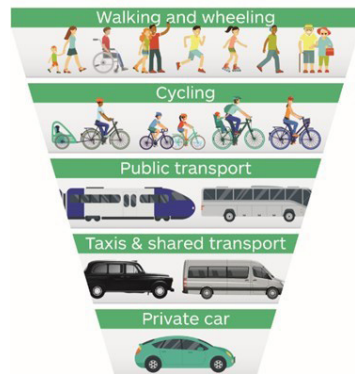 Walking and wheeling
Cycling
Public transport
Taxis & shared transport
Private car